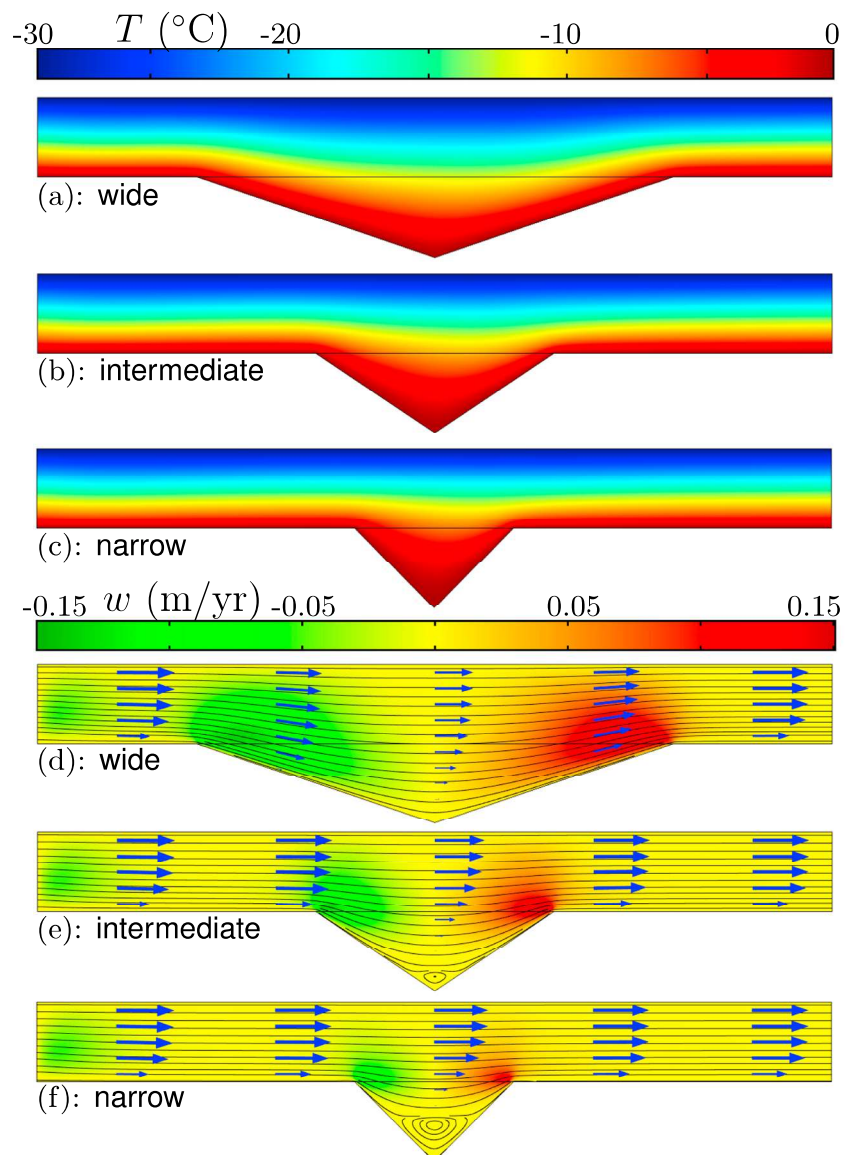 -30 T (°C) -20 -10 0
(a): wide
(b): intermediate
(c): narrow
-0.15 w (m/yr) -0.05 0.05 0.15
(d): wide
(e): intermediate
(f): narrow